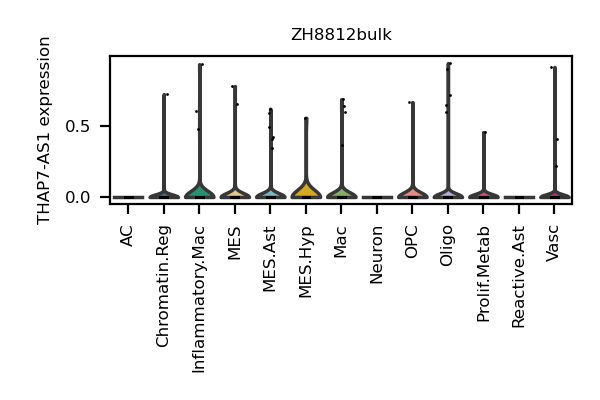 ZH8812bulk
THAP7-AS1 expression
0.5
0.0
AC
Chromatin.Reg
Inflammatory.Mac
MES
MES.Ast
MES.Hyp
Mac
Neuron
OPC
Oligo
Prolif.Metab
Reactive.Ast
Vasc